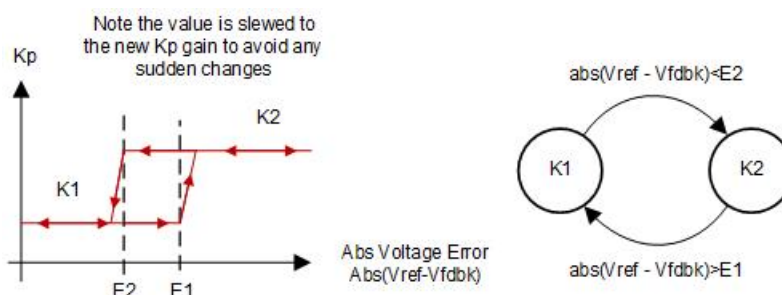 Note the value is slewed to
the new Kp gain to avoid any
sudden changes
Kp
K2
K1
E2
E1
Abs Voltage Error
Abs(Vref-Vfdbk)
abs(Vref - Vfdbk)<E2
K1
K2
abs(Vref - Vfdbk)>E1